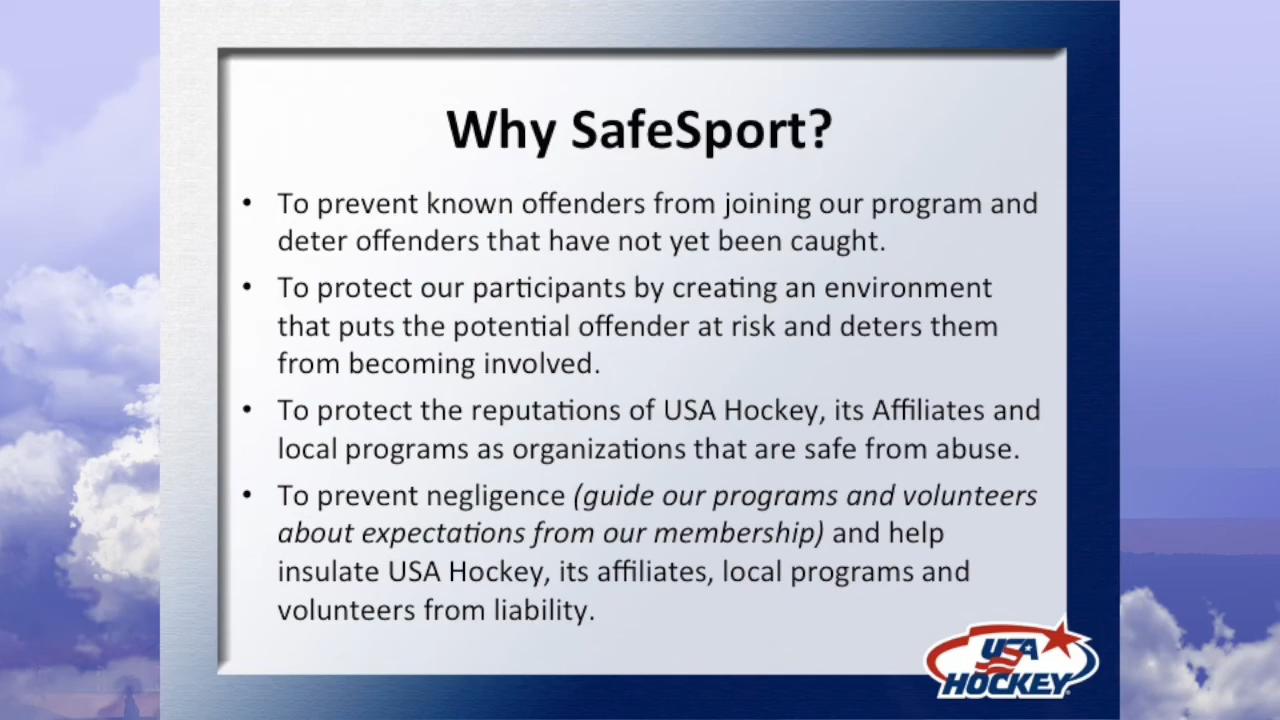 Why SafeSport?
• To prevent known offenders from joining our program and
deter offenders that have not yet been caught.
• To protect our participants by creating an environment
that puts the potential offender at risk and deters them
from becoming involved.
• To protect the reputations of USA Hockey, its Affiliates and
local programs as organizations that are safe from abuse.
• To prevent negligence (guide our programs and volunteers
about expectations from our membership) and help
insulate USA Hockey, its affiliates, local programs and
volunteers from liability.
USA
HOCKEY